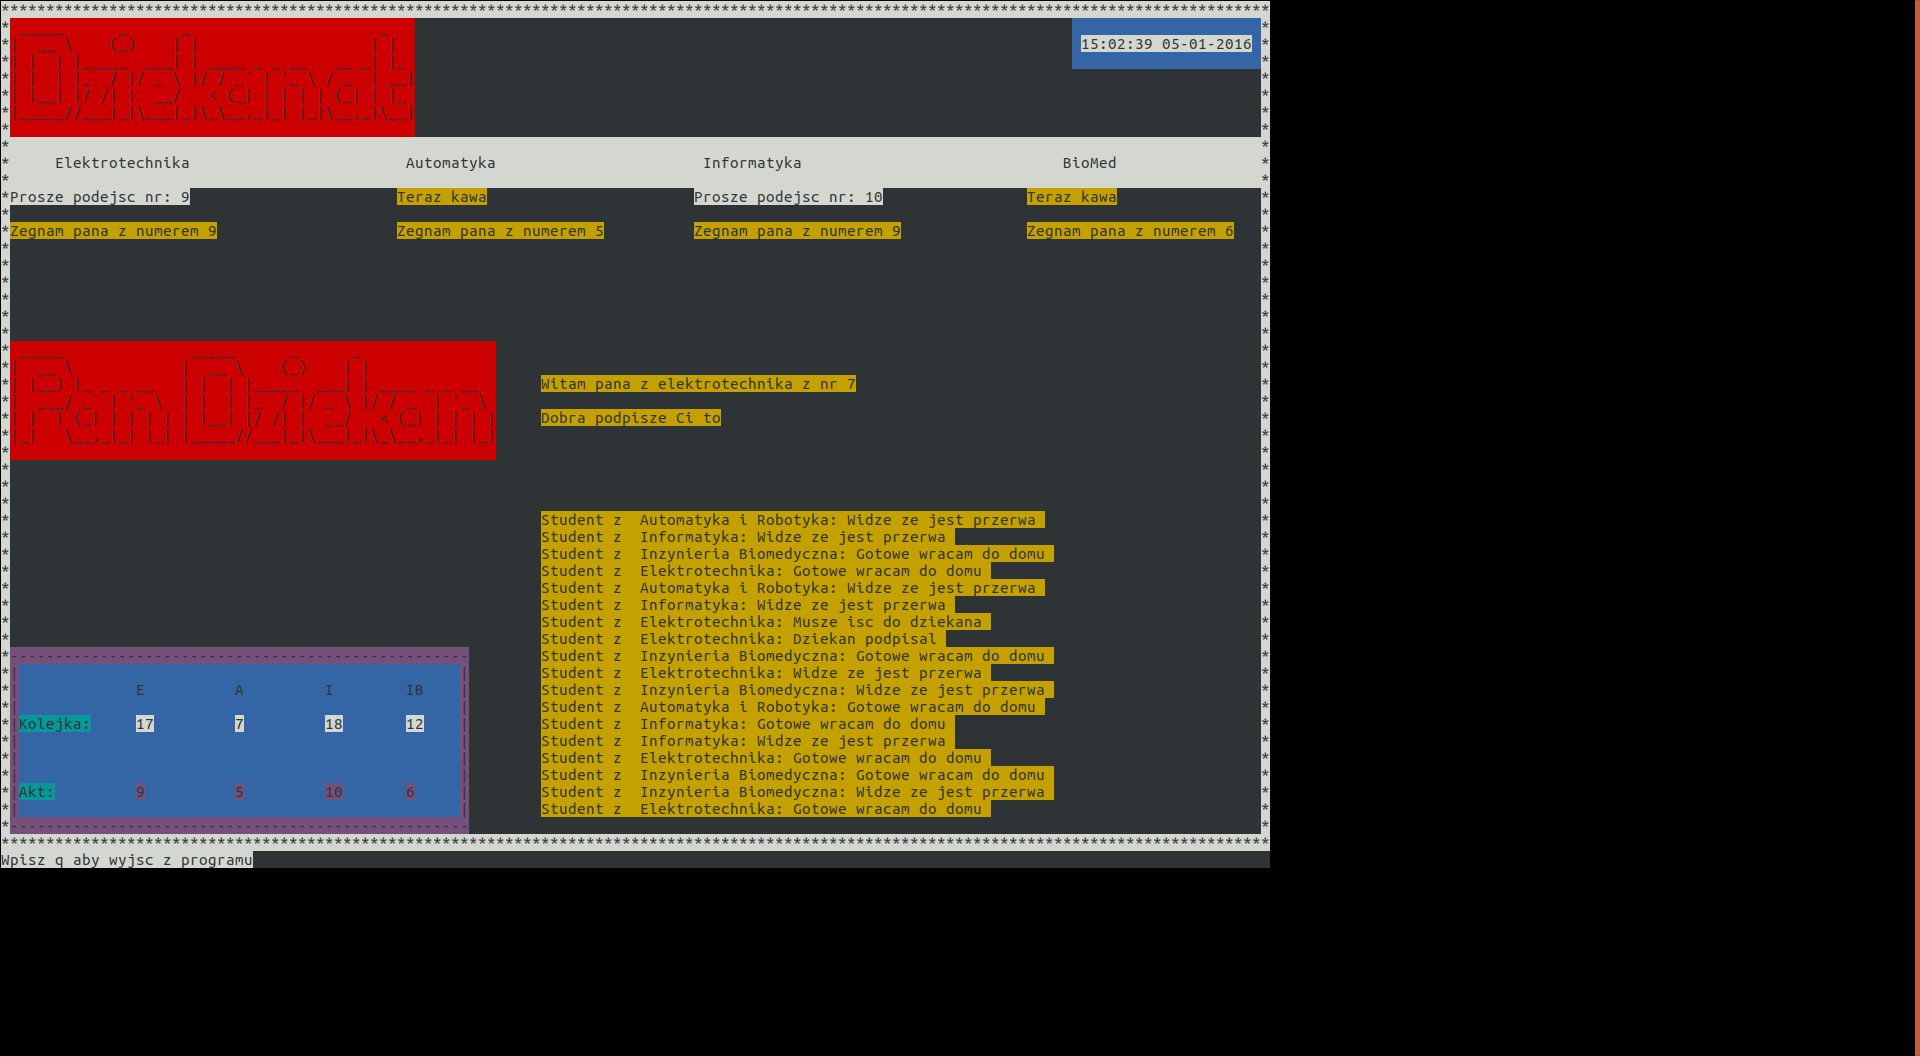 Dziekanat
15:02:39 05-01-2016
Elektrotechnika Automatyka Informatyka BioMed
Prosze podejsc nr: 9 Teraz kawa Prosze podejsc nr: 10 Teraz kawa
Zegnam pana z numerem 9 Zegnam pana z numerem 5 Zegnam pana z numerem 9 Zegnam pana z numerem 6
Pan Dziekan
Witam pana z elektrotechnika z nr 7
Dobra podpisze Ci to
Student z  Automatyka i Robotyka: Widze ze jest przerwa
Student z  Informatyka: Widze ze jest przerwa
Student z  Inzynieria Biomedyczna: Gotowe wracam do domu
Student z  Elektrotechnika: Gotowe wracam do domu
Student z  Automatyka i Robotyka: Widze ze jest przerwa
Student z  Informatyka: Widze ze jest przerwa
Student z  Elektrotechnika: Musze isc do dziekana
Student z  Elektrotechnika: Dziekan podpisal
Student z  Inzynieria Biomedyczna: Gotowe wracam do domu
Student z  Elektrotechnika: Widze ze jest przerwa
Student z  Inzynieria Biomedyczna: Widze ze jest przerwa
Student z  Automatyka i Robotyka: Gotowe wracam do domu
Student z  Informatyka: Gotowe wracam do domu
Student z  Informatyka: Widze ze jest przerwa
Student z  Elektrotechnika: Gotowe wracam do domu
Student z  Inzynieria Biomedyczna: Gotowe wracam do domu
Student z  Inzynieria Biomedyczna: Widze ze jest przerwa
Student z  Elektrotechnika: Gotowe wracam do domu
E A I IB
Kolejka: 17 7 18 12
Akt: 9 5 10 6
Wpisz q aby wyjsc z programu